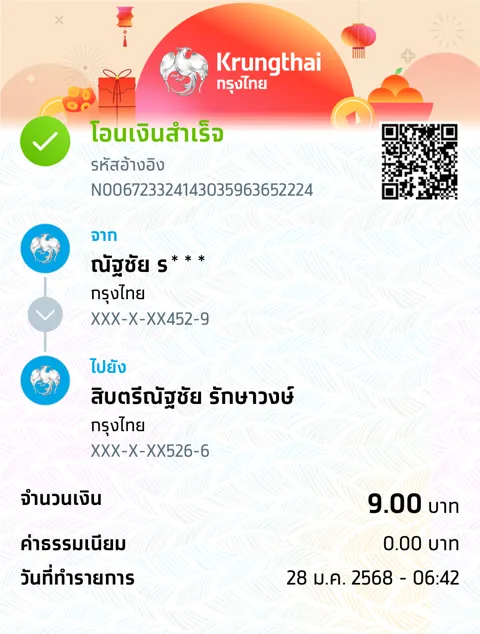 Krungthai
กรุงไทย
โอนเงินสำเร็จ
รหัสอ้างอิง
N00672332414303596365224
จาก
ณัฐชัย ร***
กรุงไทย
XXX-X-XX452-9
ไปยัง
สิบตรีณัฐชัย รักษาวงษ์
กรุงไทย
XXX-X-XX526-6
จำนวนเงิน 9.00 บาท
ค่าธรรมเนียม 0.00 บาท
วันที่ทำรายการ 28 ม.ค. 2568 - 06:42